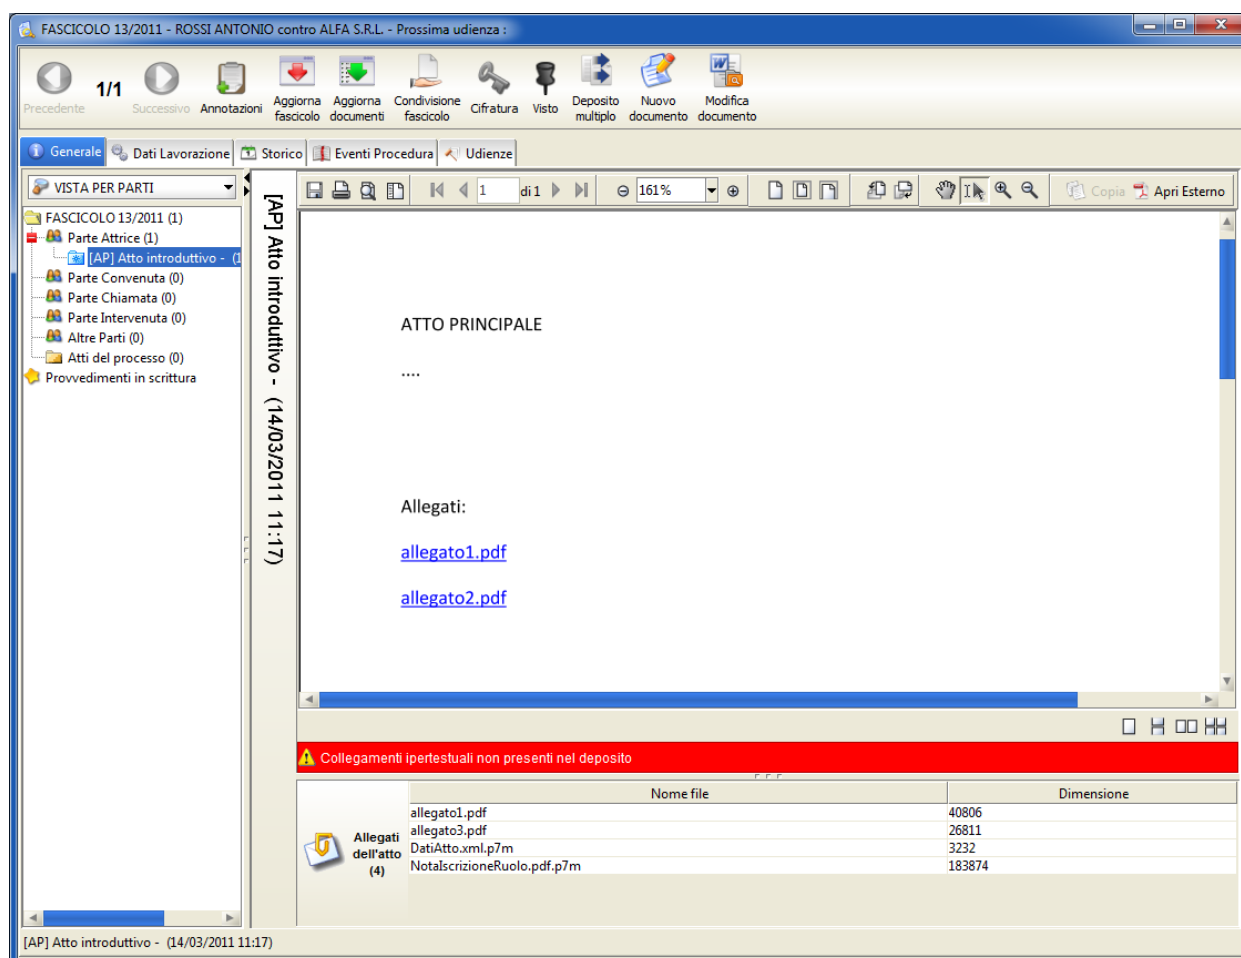 FASCICOLO 13/2011 - ROSSI ANTONIO contro ALFA S.R.L. - Prossima udienza :
Precedente
1/1
Successivo
Annotazioni
Aggiorna fascicolo
Aggiorna documenti
Condivisione fascicolo
Cifratura
Visto
Deposito multiplo
Nuovo documento
Modifica documento
Generale
Dati Lavorazione
Storico
Eventi Procedura
Udienze
VISTA PER PARTI
FASCICOLO 13/2011 (1)
Parte Attrice (1)
[AP] Atto introduttivo - (1
Parte Convenuta (0)
Parte Chiamata (0)
Parte Intervenuta (0)
Altre Parti (0)
Atti del processo (0)
Provvedimenti in scrittura
[AP] Atto introduttivo - (14/03/2011 11:17)
1 di 1
161%
Copia
Apri Esterno
ATTO PRINCIPALE
....
Allegati:
allegato1.pdf
allegato2.pdf
Collegamenti ipertestuali non presenti nel deposito
Allegati
dell'atto
(4)
Nome file Dimensione
allegato1.pdf 40806
allegato3.pdf 26811
DatiAtto.xml.p7m 3232
NotaIscrizioneRuolo.pdf.p7m 183874
[AP] Atto introduttivo - (14/03/2011 11:17)